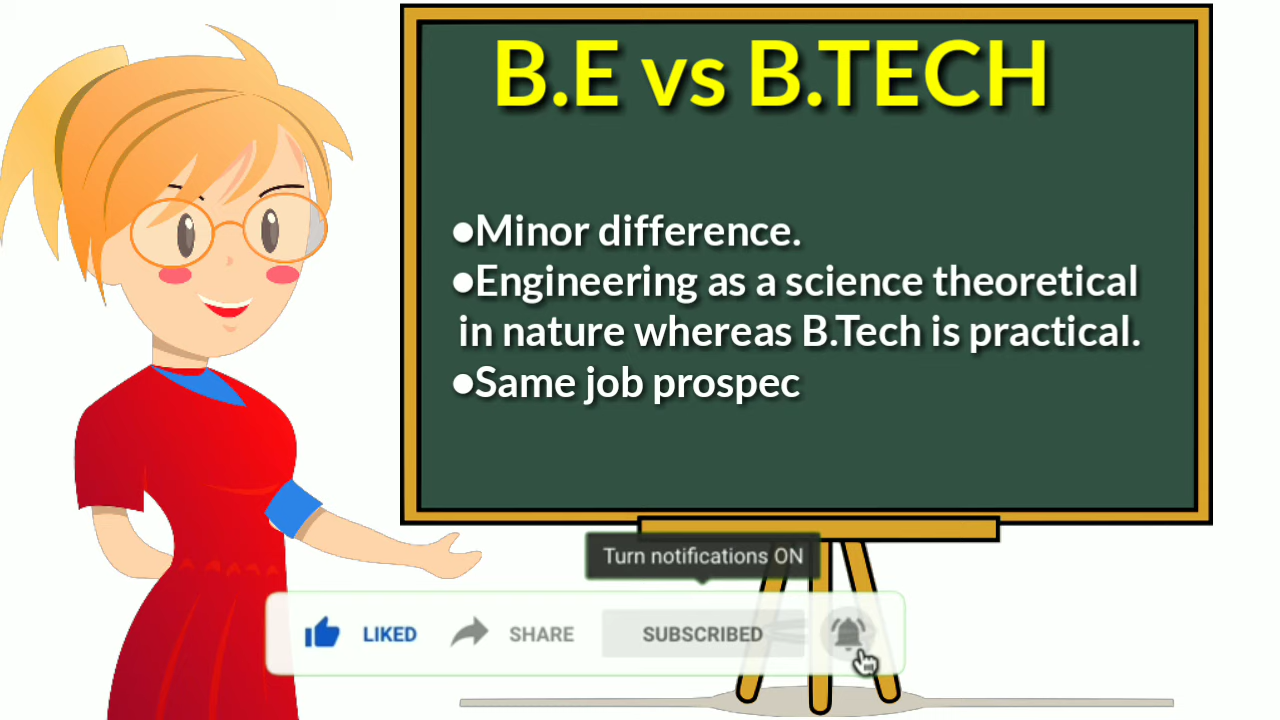 B.E vs B.TECH
●Minor difference.
●Engineering as a science theoretical
in nature whereas B.Tech is practical.
●Same job prospec
Turn notifications ON
LIKED SHARE SUBSCRIBED